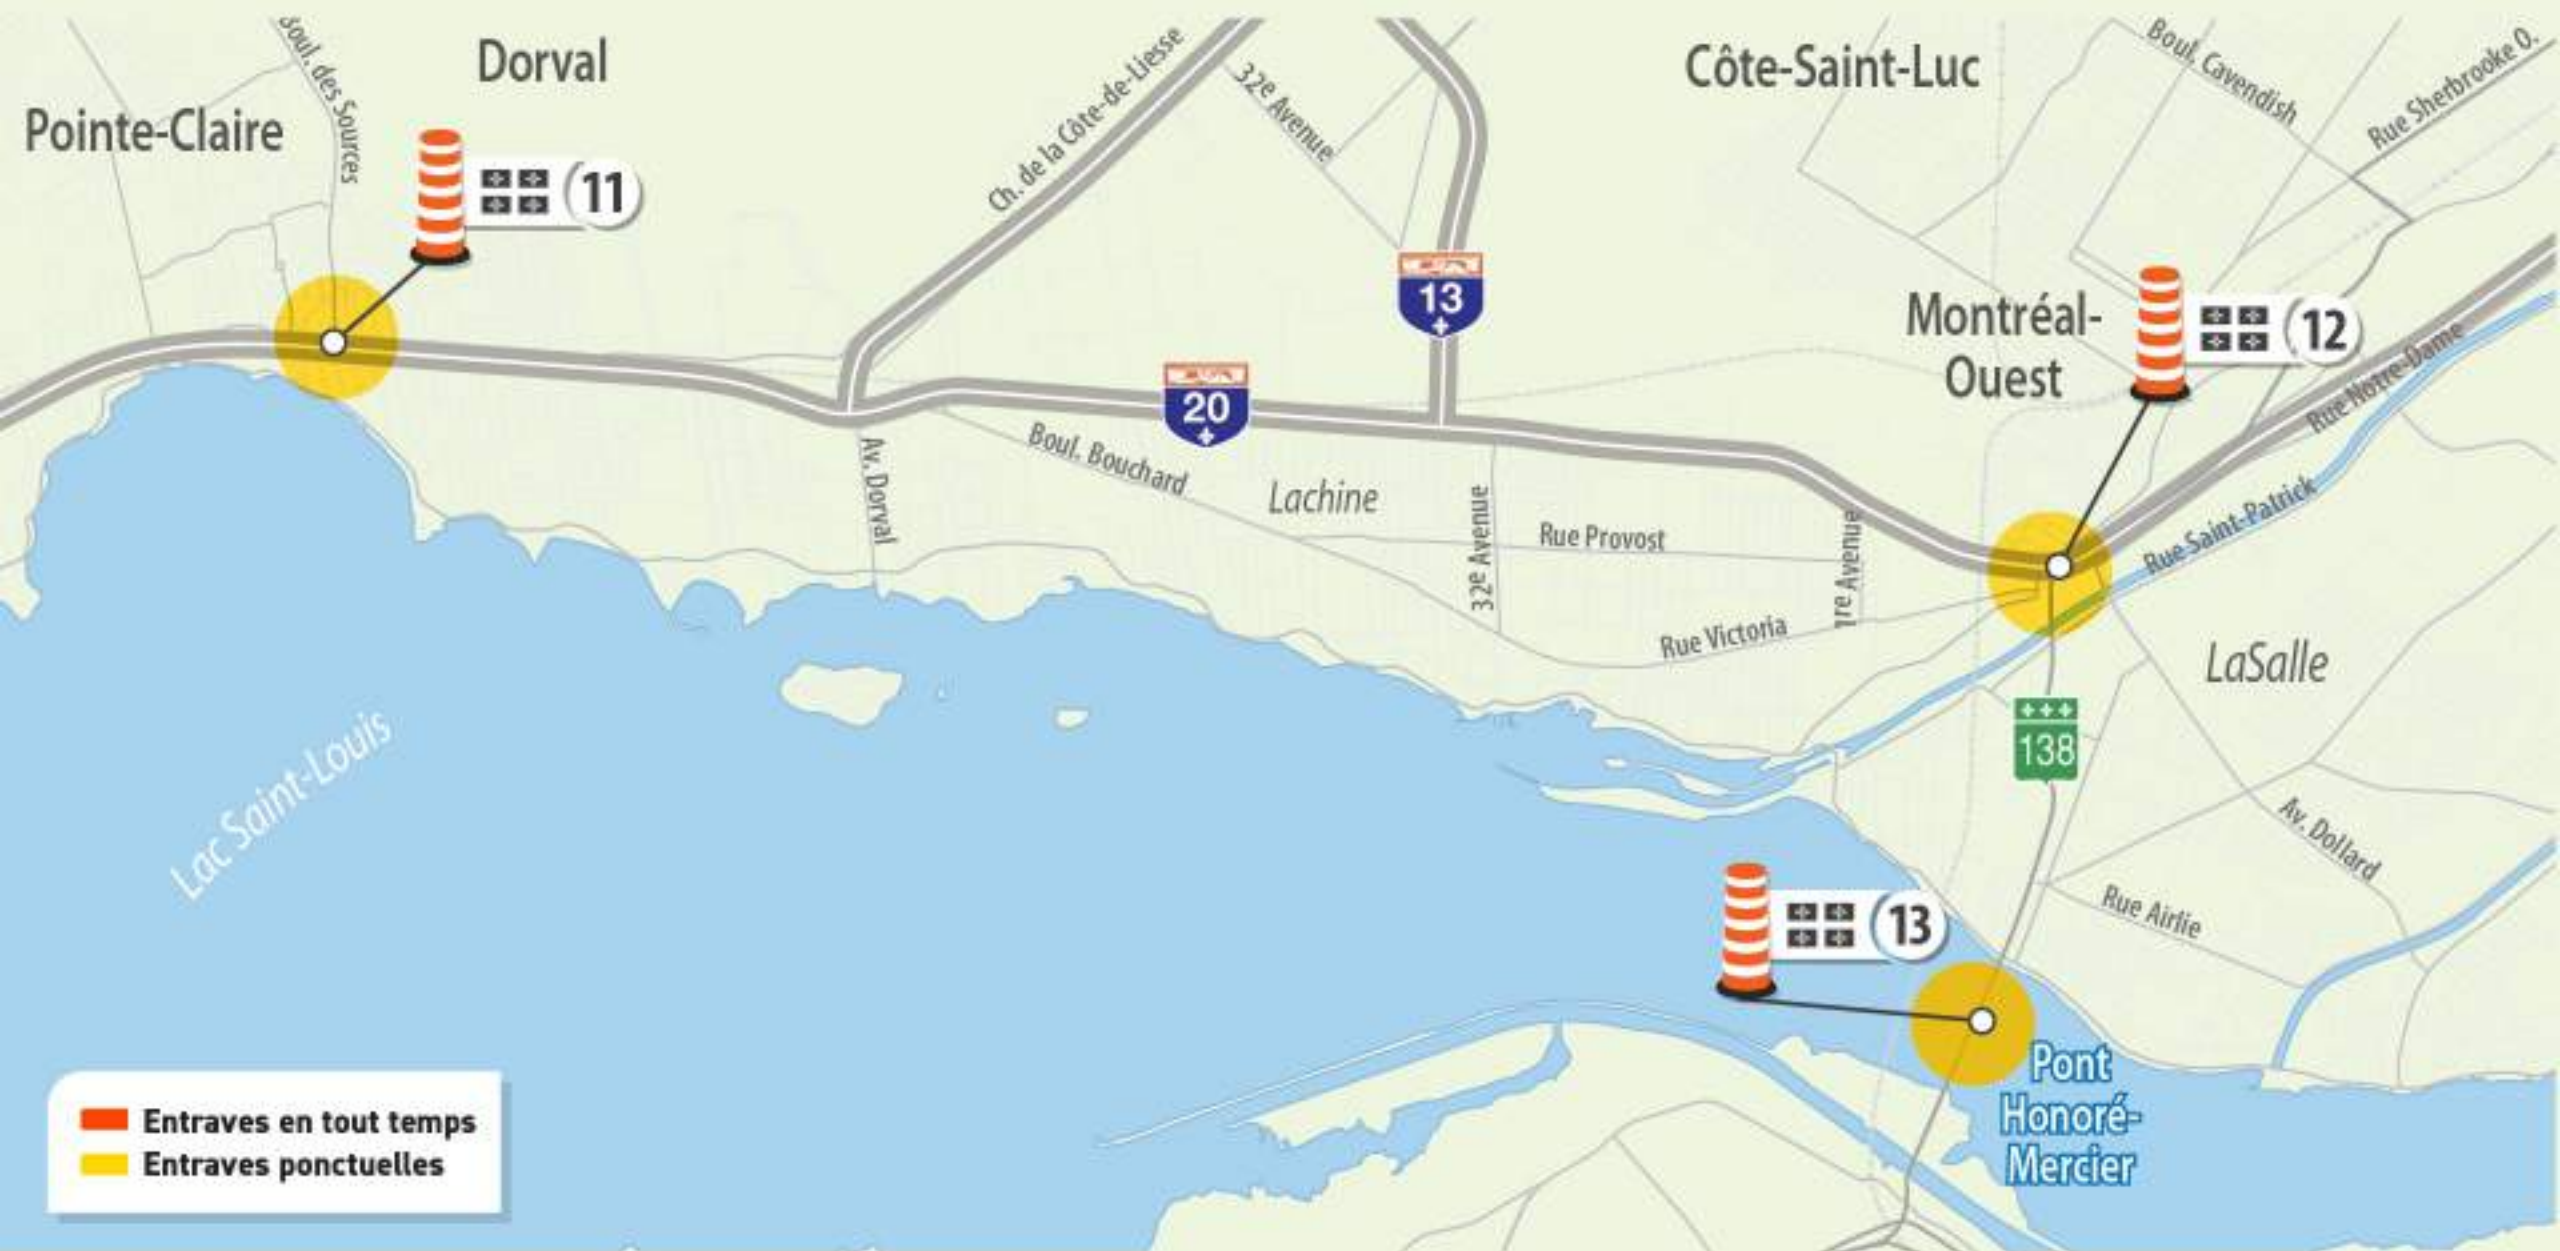 Boul. des Sources
Dorval
Pointe-Claire
11
Ch. de la Côte-de-Liesse
32e Avenue
13
Côte-Saint-Luc
Boul. Cavendish
Rue Sherbrooke O.
Montréal-
Ouest
12
Rue Notre-Dame
20
Av. Dorval
Boul. Bouchard
Lachine
32e Avenue
Rue Provost
1re Avenue
Rue Victoria
Rue Saint-Patrick
LaSalle
138
Lac Saint-Louis
Av. Dollard
Rue Airlie
13
Pont
Honoré-
Mercier
Entraves en tout temps
Entraves ponctuelles